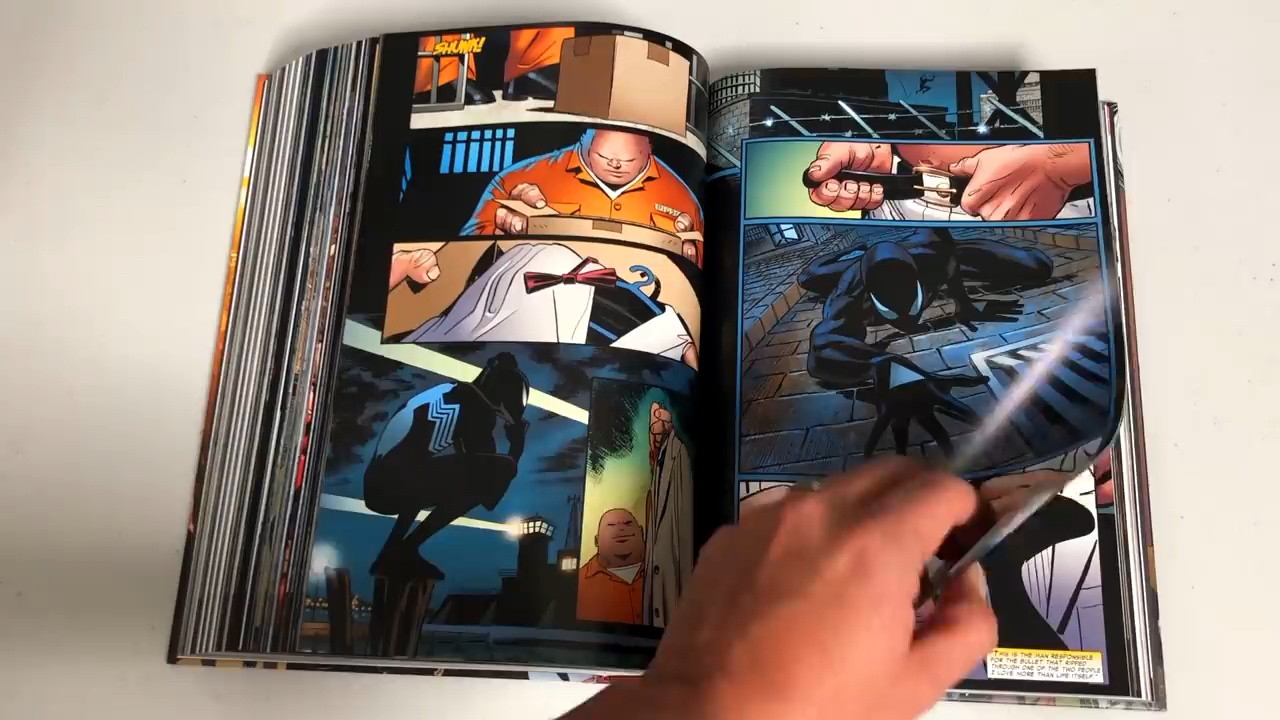 SHUNK!
"THIS IS THE MAN RESPONSIBLE
FOR THE BULLET THAT RIPPED
THROUGH ONE OF THE TWO PEOPLE
I LOVE MORE THAN LIFE ITSELF."